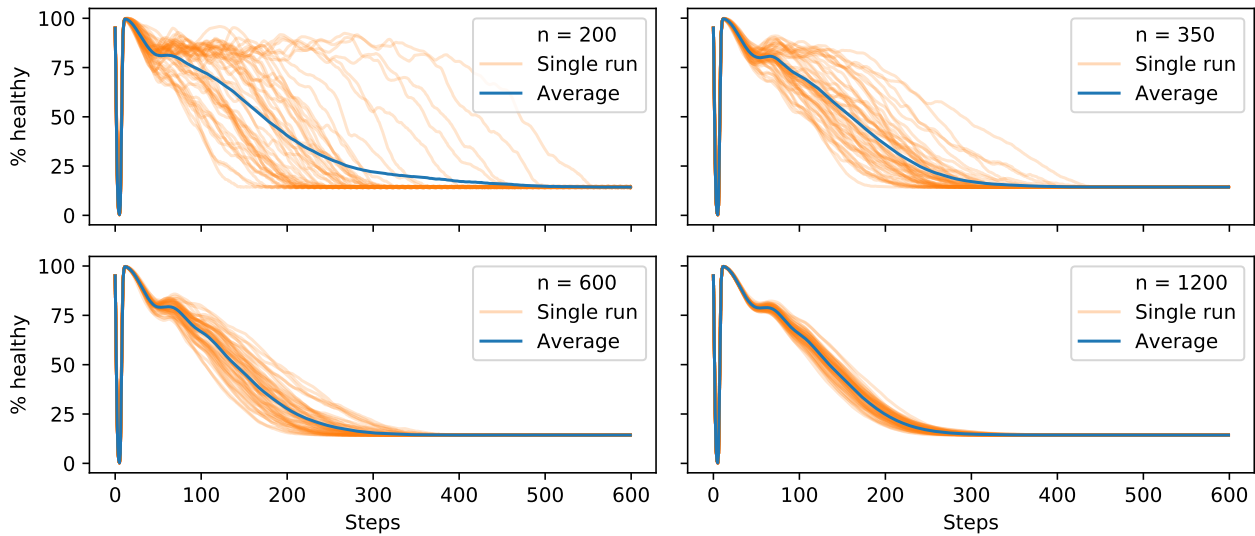 100
75
50
25
0
% healthy
n = 200
Single run
Average
n = 350
Single run
Average
100
75
50
25
0
% healthy
n = 600
Single run
Average
n = 1200
Single run
Average
0 100 200 300 400 500 600
Steps
0 100 200 300 400 500 600
Steps